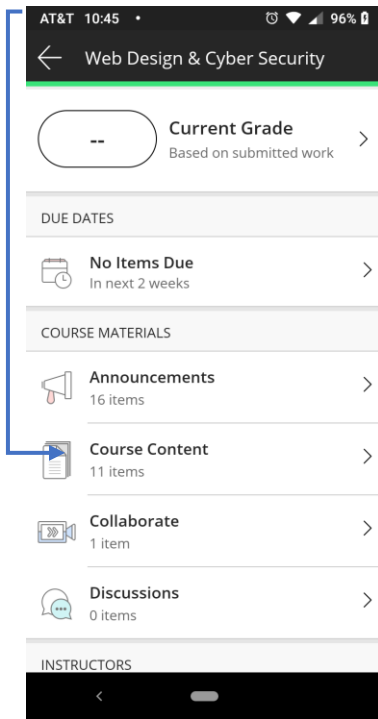 AT&T 10:45 • 96%
Web Design & Cyber Security
--
Current Grade
Based on submitted work
DUE DATES
No Items Due
In next 2 weeks
COURSE MATERIALS
Announcements
16 items
Course Content
11 items
Collaborate
1 item
Discussions
0 items
INSTRUCTORS